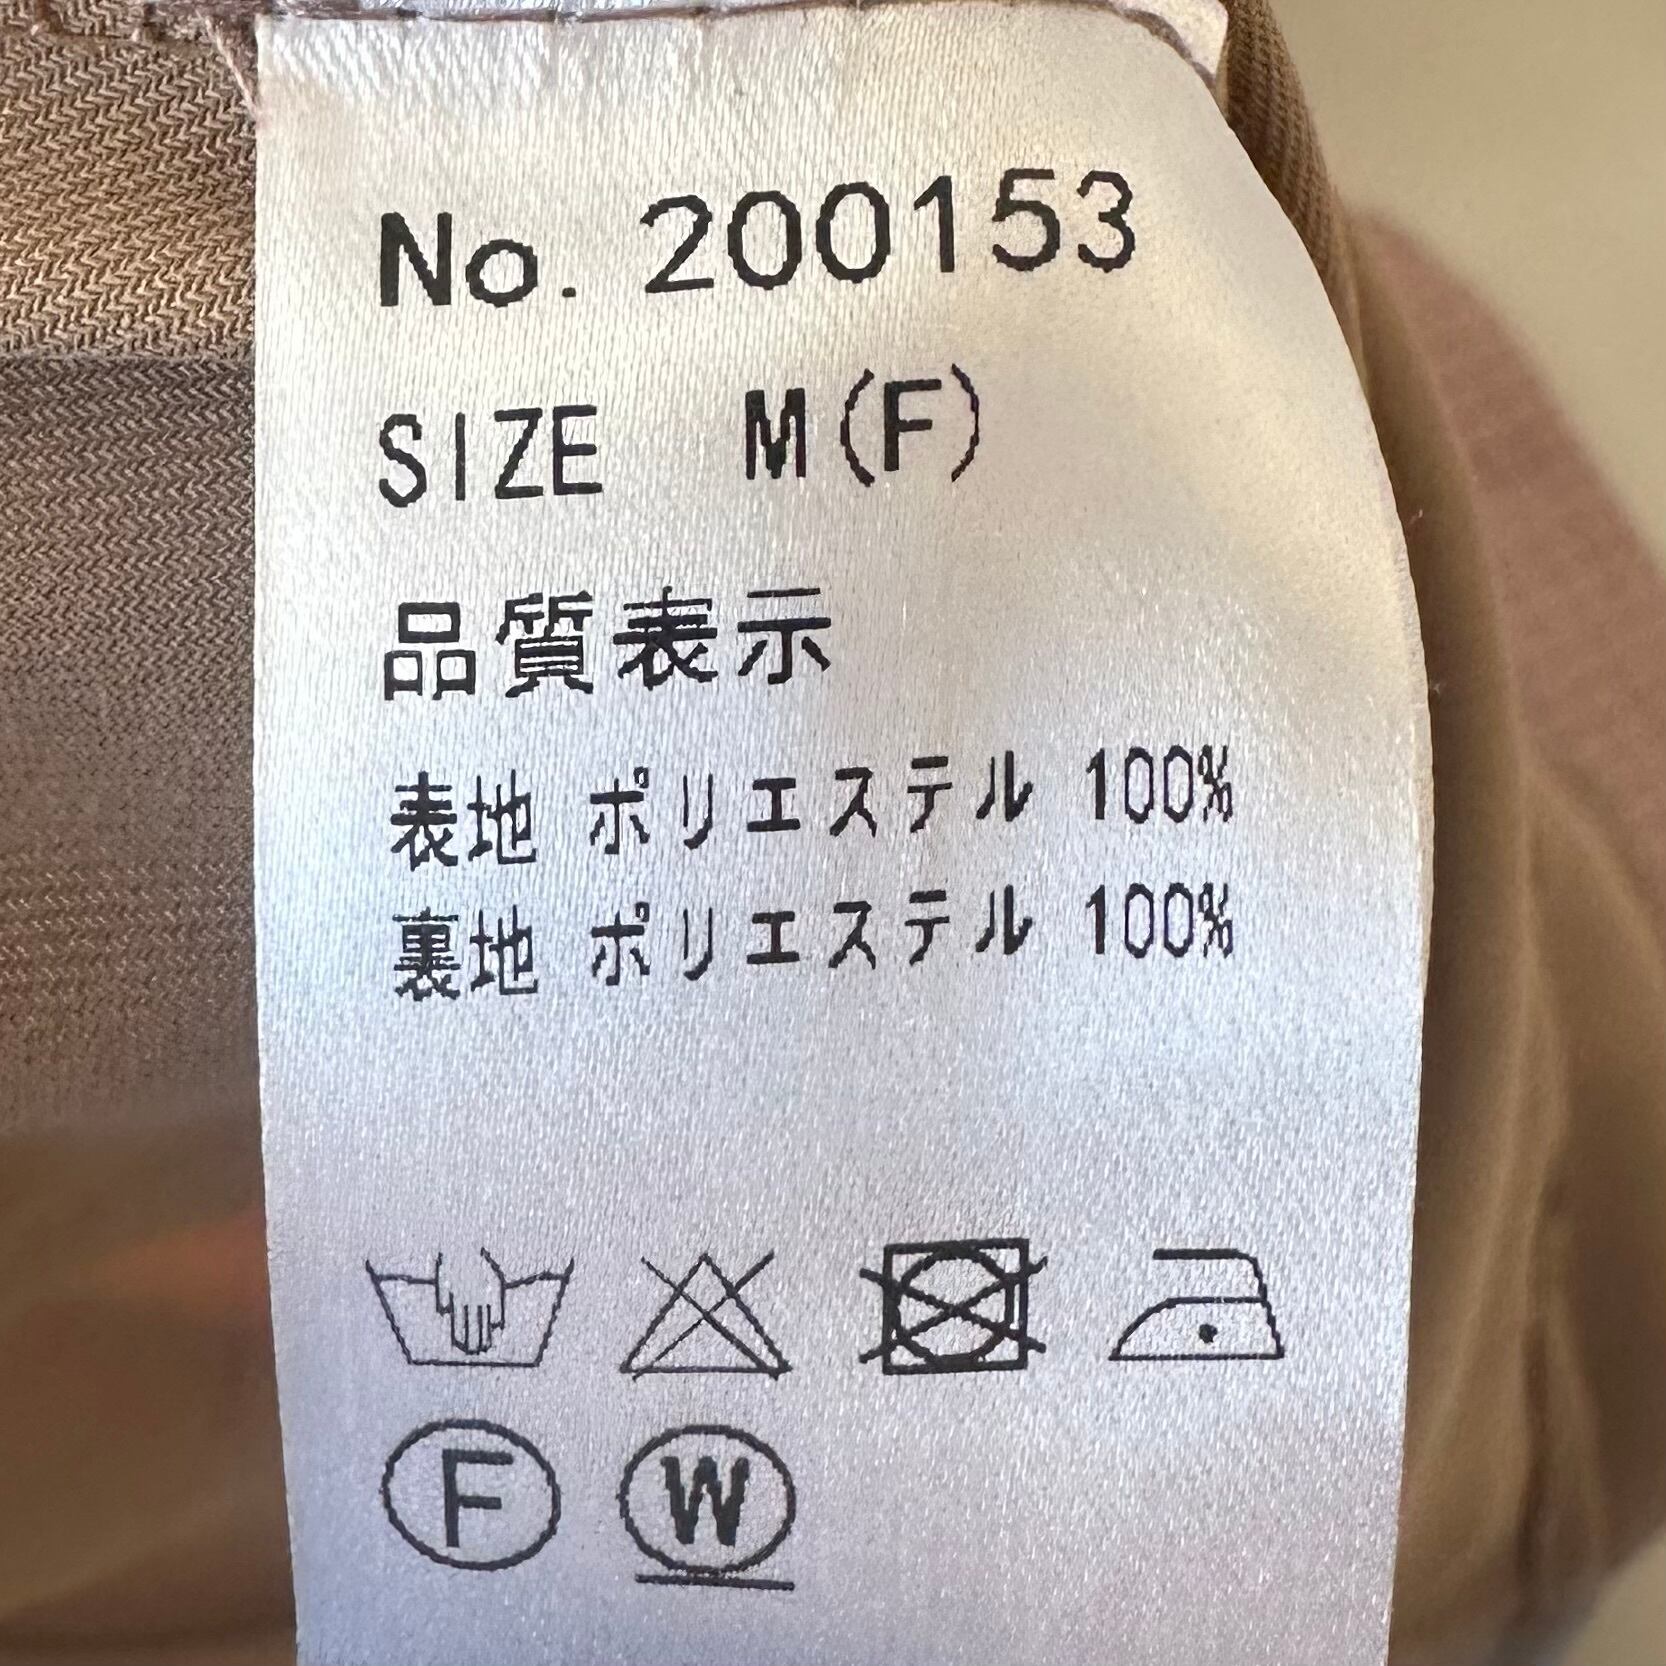 No. 200153
SIZE M(F)
品質表示
表地 ポリエステル 100%
裏地 ポリエステル 100%
F W